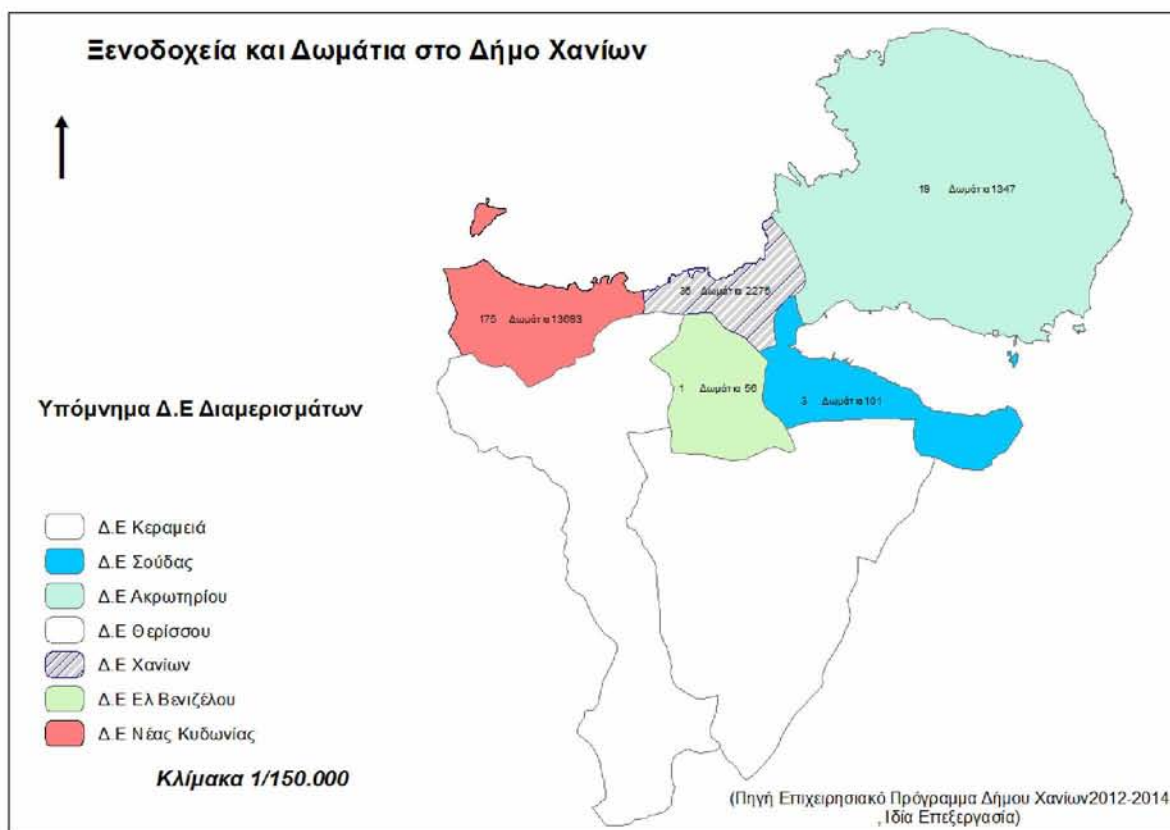 Ξενοδοχεία και Δωμάτια στο Δήμο Χανίων
19 Δωμάτια 1347
36 Δωμάτια 2276
175 Δωμάτια 13683
1 Δωμάτια 56
3 Δωμάτια 101
Υπόμνημα Δ.Ε Διαμερισμάτων
Δ.Ε Κεραμειά
Δ.Ε Σούδας
Δ.Ε Ακρωτηρίου
Δ.Ε Θερίσσου
Δ.Ε Χανίων
Δ.Ε Ελ Βενιζέλου
Δ.Ε Νέας Κυδωνίας
Κλίμακα 1/150.000
(Πηγή Επιχειρησιακό Πρόγραμμα Δήμου Χανίων2012-2014
, Ιδία Επεξεργασία)